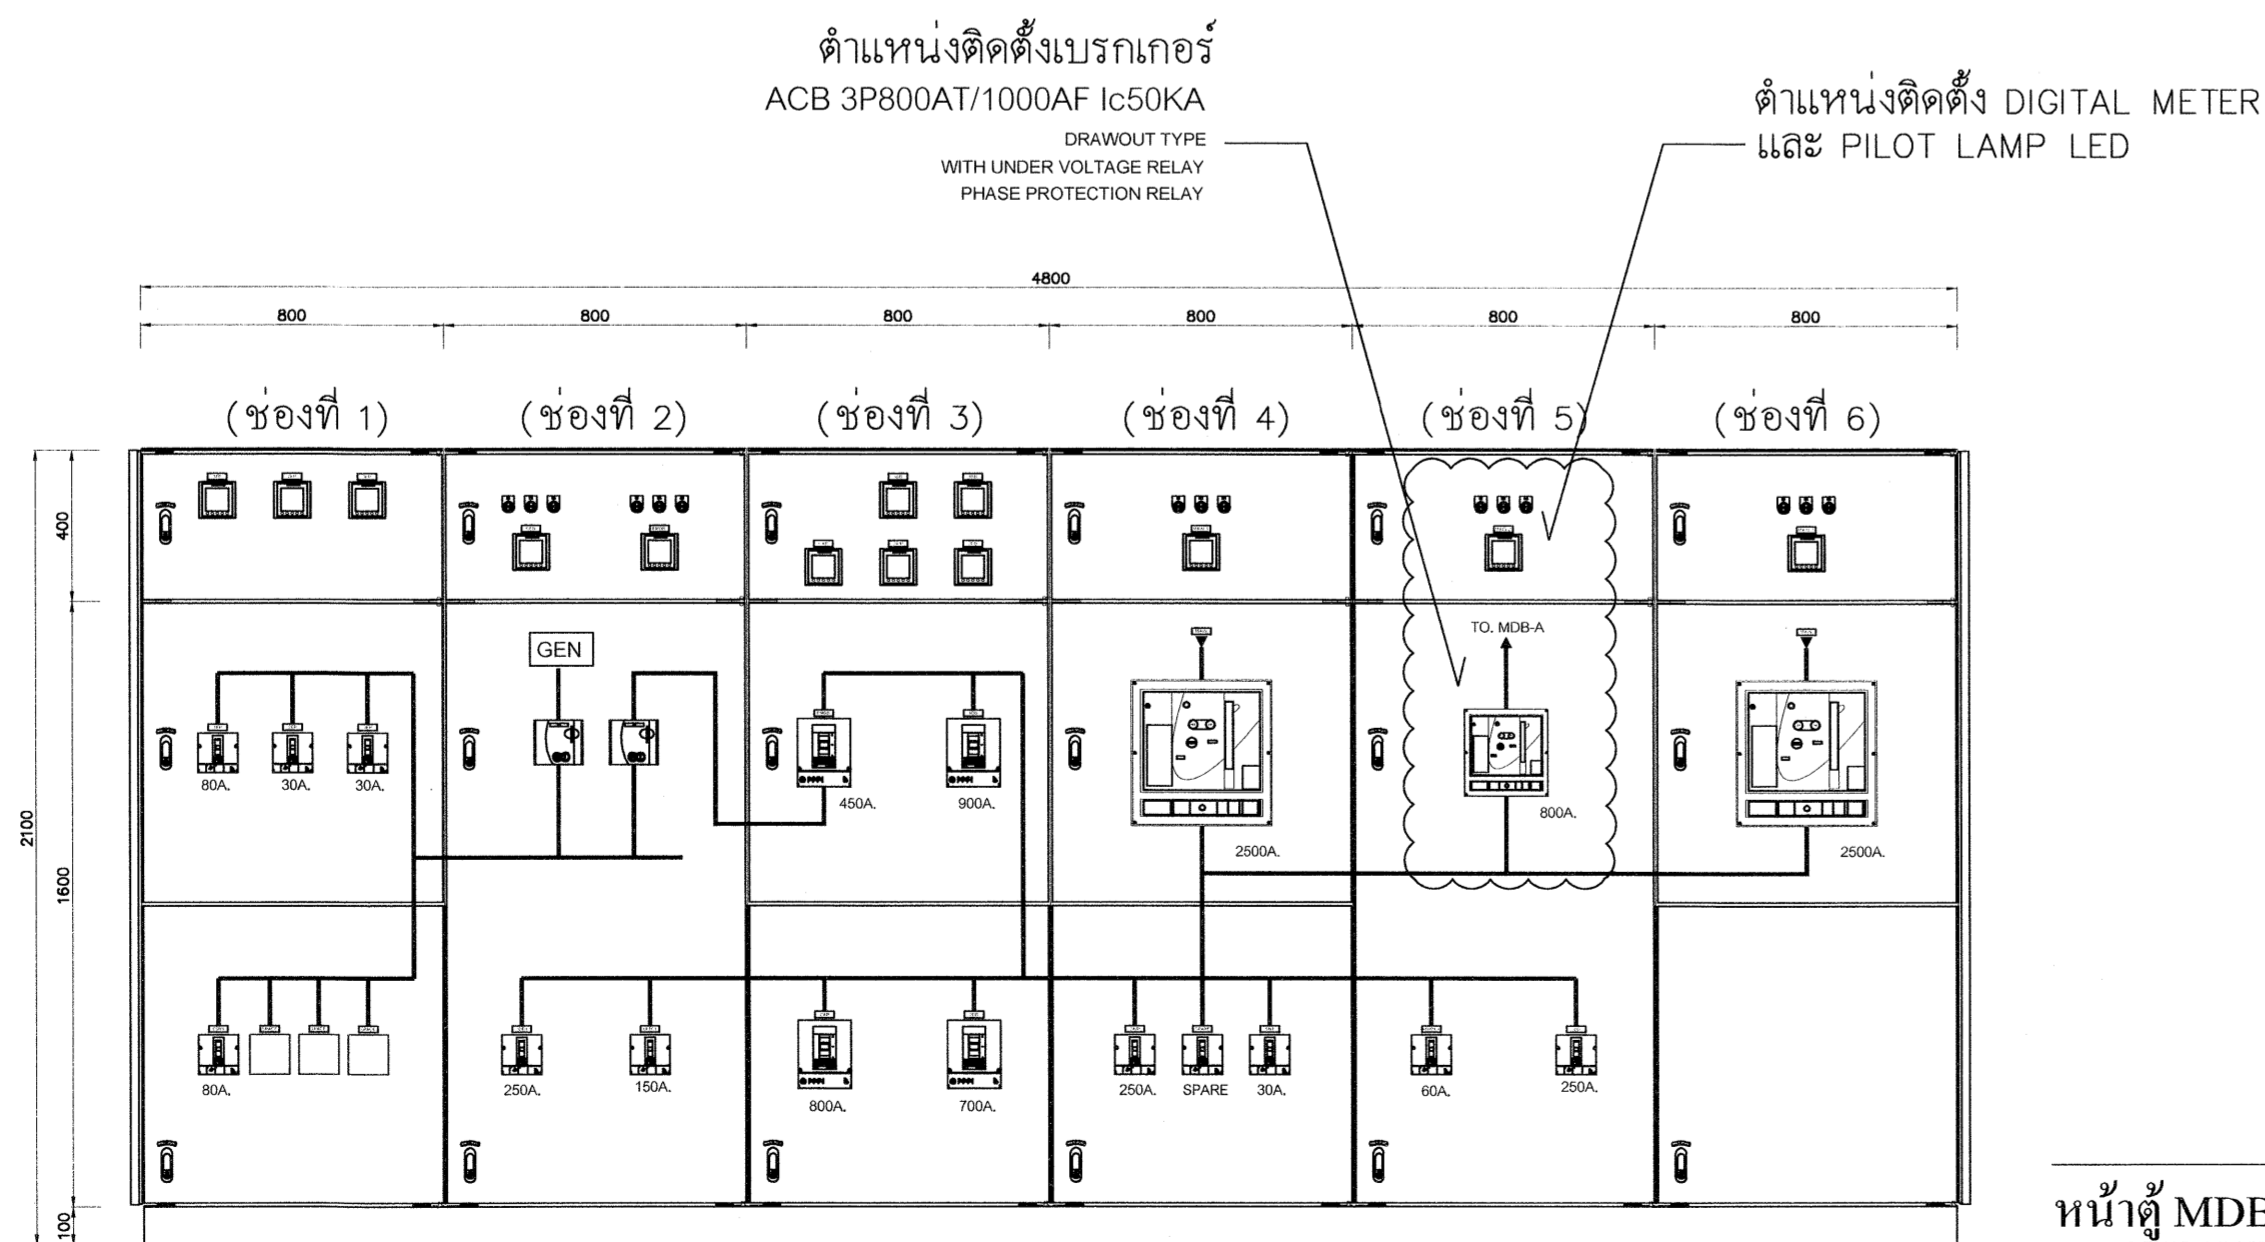 ตำแหน่งติดตั้งเบรกเกอร์
ACB 3P800AT/1000AF Ic50KA
DRAWOUT TYPE
WITH UNDER VOLTAGE RELAY
PHASE PROTECTION RELAY
ตำแหน่งติดตั้ง DIGITAL METER
และ PILOT LAMP LED
4800
800 800 800 800 800 800
(ช่องที่ 1) (ช่องที่ 2) (ช่องที่ 3) (ช่องที่ 4) (ช่องที่ 5) (ช่องที่ 6)
400
2100
1600
100
GEN
TO. MDB-A
80A. 30A. 30A.
450A. 900A.
2500A.
800A.
2500A.
80A.
250A. 150A.
800A. 700A.
250A. SPARE 30A.
60A. 250A.
หน้าตู้ MDB